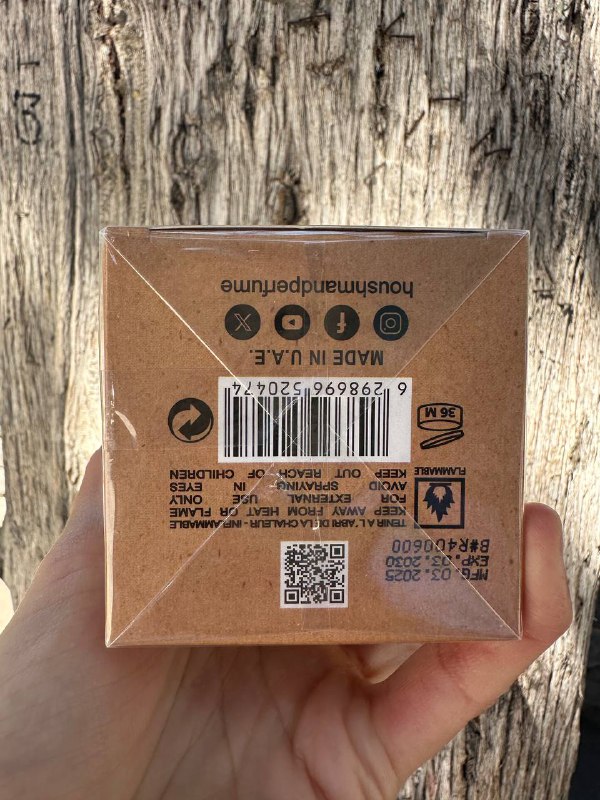 MFG. 03. 2025
EXP. 03. 2030
B#R400600
TENIR A L'ABRI DE LA CHALEUR - INFLAMMABLE
KEEP AWAY FROM HEAT OR FLAME
FOR EXTERNAL USE ONLY
AVOID SPRAYING IN EYES
KEEP OUT REACH OF CHILDREN
FLAMMABLE
36 M
6 298696 520474
MADE IN U.A.E.
houshmandperfume